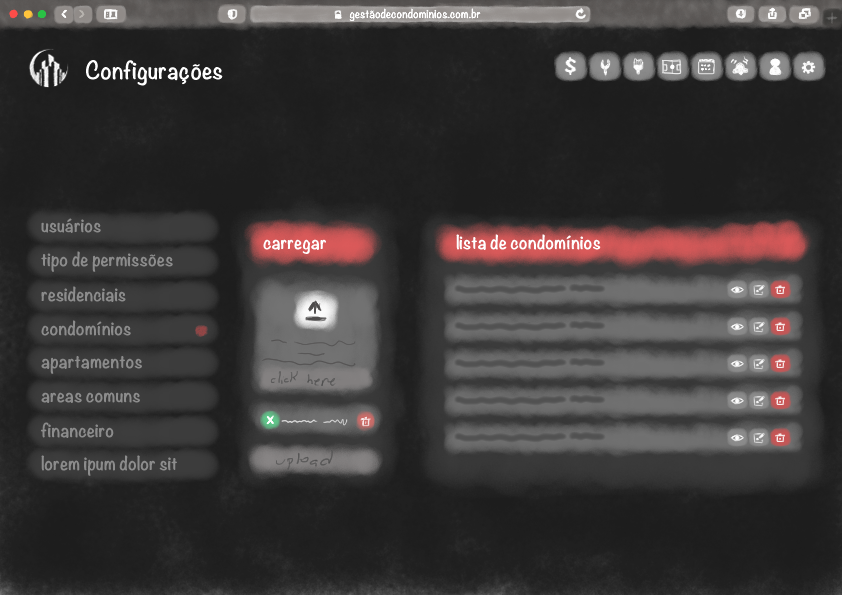 gestãodecondominios.com.br
Configurações
$
usuários
tipo de permissões
residenciais
condomínios
apartamentos
areas comuns
financeiro
lorem ipum dolor sit
carregar
click here
X
upload
lista de condomínios